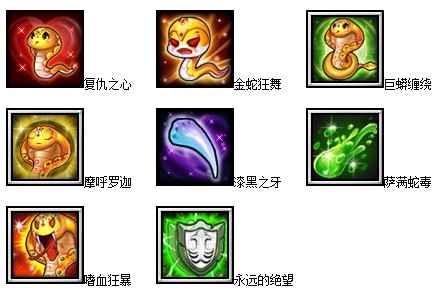 复仇之心
金蛇狂舞
巨蟒缠绕
摩呼罗迦
漆黑之牙
萨满蛇毒
嗜血狂暴
永远的绝望